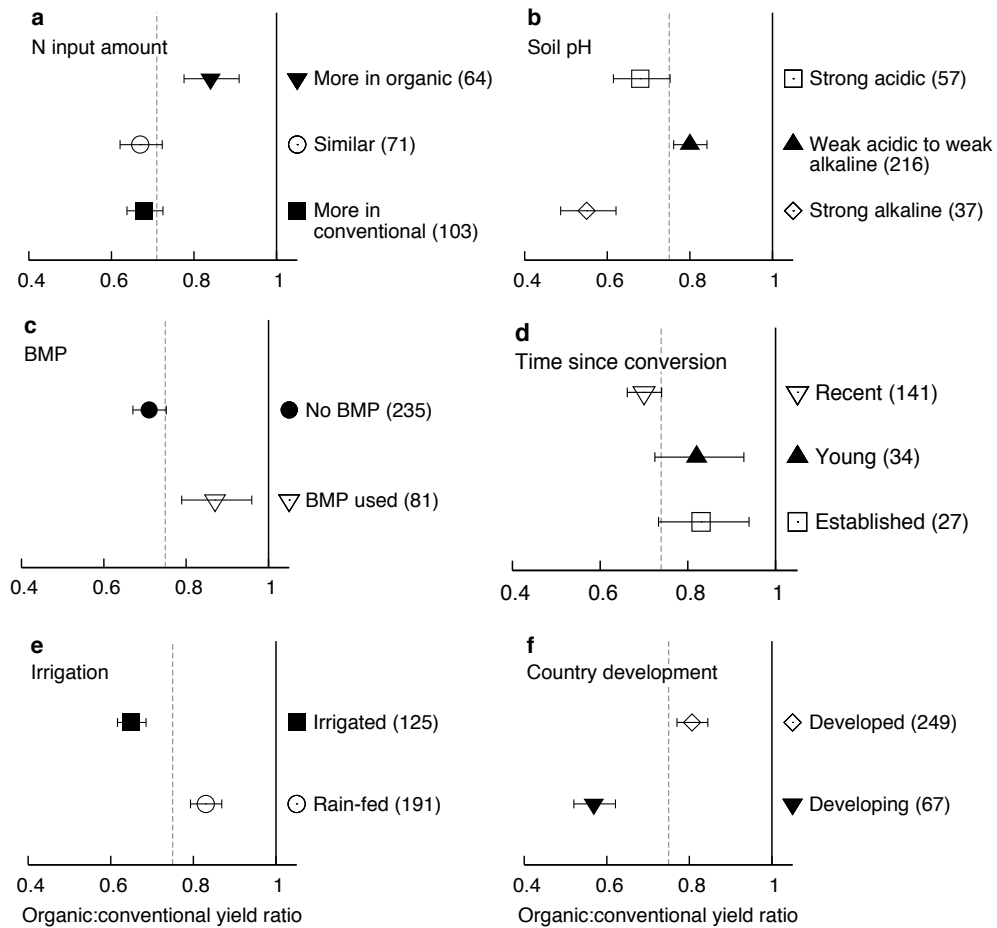 a
N input amount
More in organic (64)
Similar (71)
More in
conventional (103)
0.4 0.6 0.8 1
b
Soil pH
Strong acidic (57)
Weak acidic to weak
alkaline (216)
Strong alkaline (37)
0.4 0.6 0.8 1
c
BMP
No BMP (235)
BMP used (81)
0.4 0.6 0.8 1
d
Time since conversion
Recent (141)
Young (34)
Established (27)
0.4 0.6 0.8 1
e
Irrigation
Irrigated (125)
Rain-fed (191)
0.4 0.6 0.8 1
Organic:conventional yield ratio
f
Country development
Developed (249)
Developing (67)
0.4 0.6 0.8 1
Organic:conventional yield ratio